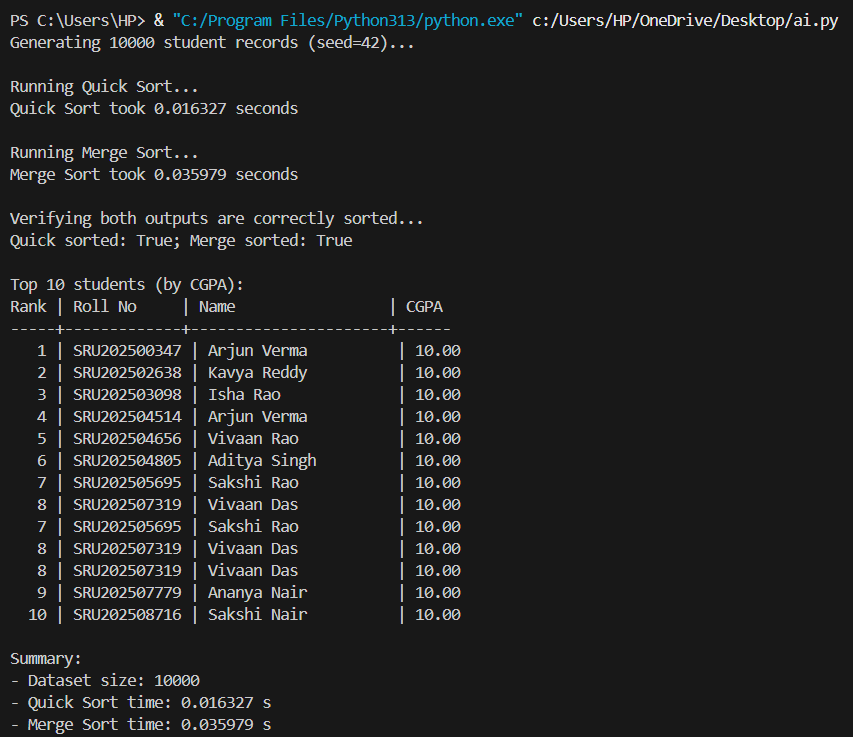 PS C:\Users\HP> & "C:/Program Files/Python313/python.exe" c:/Users/HP/OneDrive/Desktop/ai.py
Generating 10000 student records (seed=42)...

Running Quick Sort...
Quick Sort took 0.016327 seconds

Running Merge Sort...
Merge Sort took 0.035979 seconds

Verifying both outputs are correctly sorted...
Quick sorted: True; Merge sorted: True

Top 10 students (by CGPA):
Rank | Roll No     | Name                 | CGPA
-----+-------------+----------------------+------
   1 | SRU202500347 | Arjun Verma          | 10.00
   2 | SRU202502638 | Kavya Reddy          | 10.00
   3 | SRU202503098 | Isha Rao             | 10.00
   4 | SRU202504514 | Arjun Verma          | 10.00
   5 | SRU202504656 | Vivaan Rao           | 10.00
   6 | SRU202504805 | Aditya Singh         | 10.00
   7 | SRU202505695 | Sakshi Rao           | 10.00
   8 | SRU202507319 | Vivaan Das           | 10.00
   7 | SRU202505695 | Sakshi Rao           | 10.00
   8 | SRU202507319 | Vivaan Das           | 10.00
   8 | SRU202507319 | Vivaan Das           | 10.00
   9 | SRU202507779 | Ananya Nair          | 10.00
  10 | SRU202508716 | Sakshi Nair          | 10.00

Summary:
- Dataset size: 10000
- Quick Sort time: 0.016327 s
- Merge Sort time: 0.035979 s